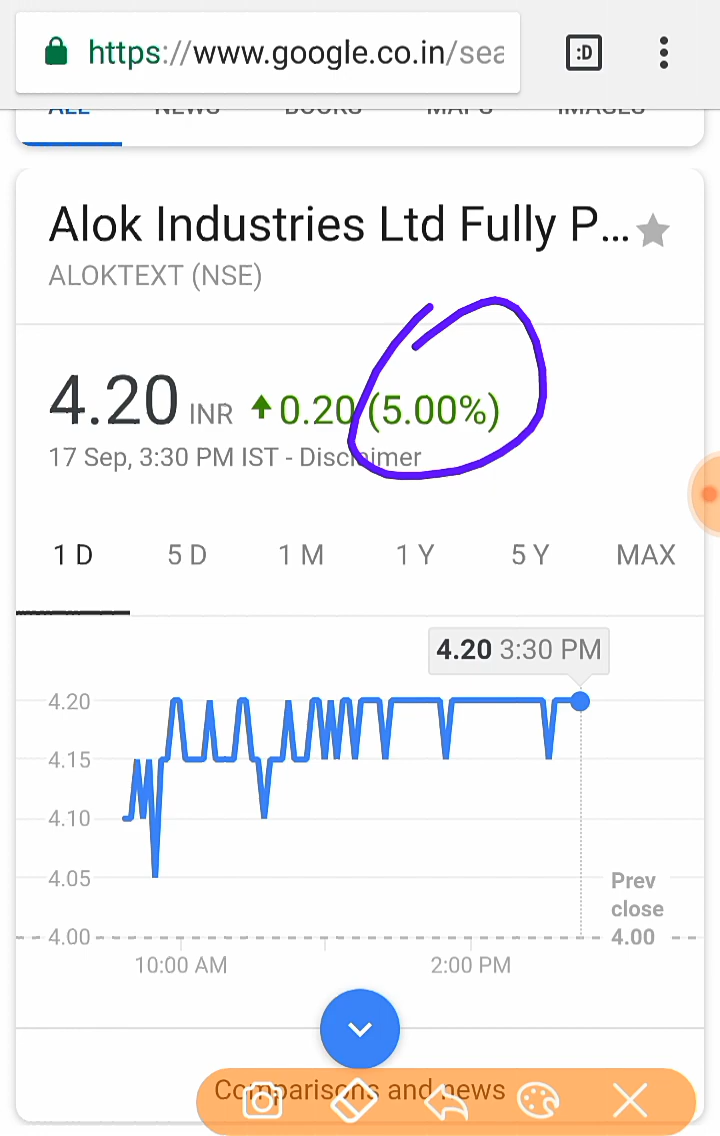 https://www.google.co.in/sea
:D
ALL NEWS BOOKS MAPS IMAGES
Alok Industries Ltd Fully P...
ALOKTEXT (NSE)
4.20 INR 0.20 (5.00%)
17 Sep, 3:30 PM IST - Disclaimer
1 D 5 D 1 M 1 Y 5 Y MAX
4.20 3:30 PM
4.20
4.15
4.10
4.05
Prev
close
4.00
4.00
10:00 AM 2:00 PM
Comparisons and news